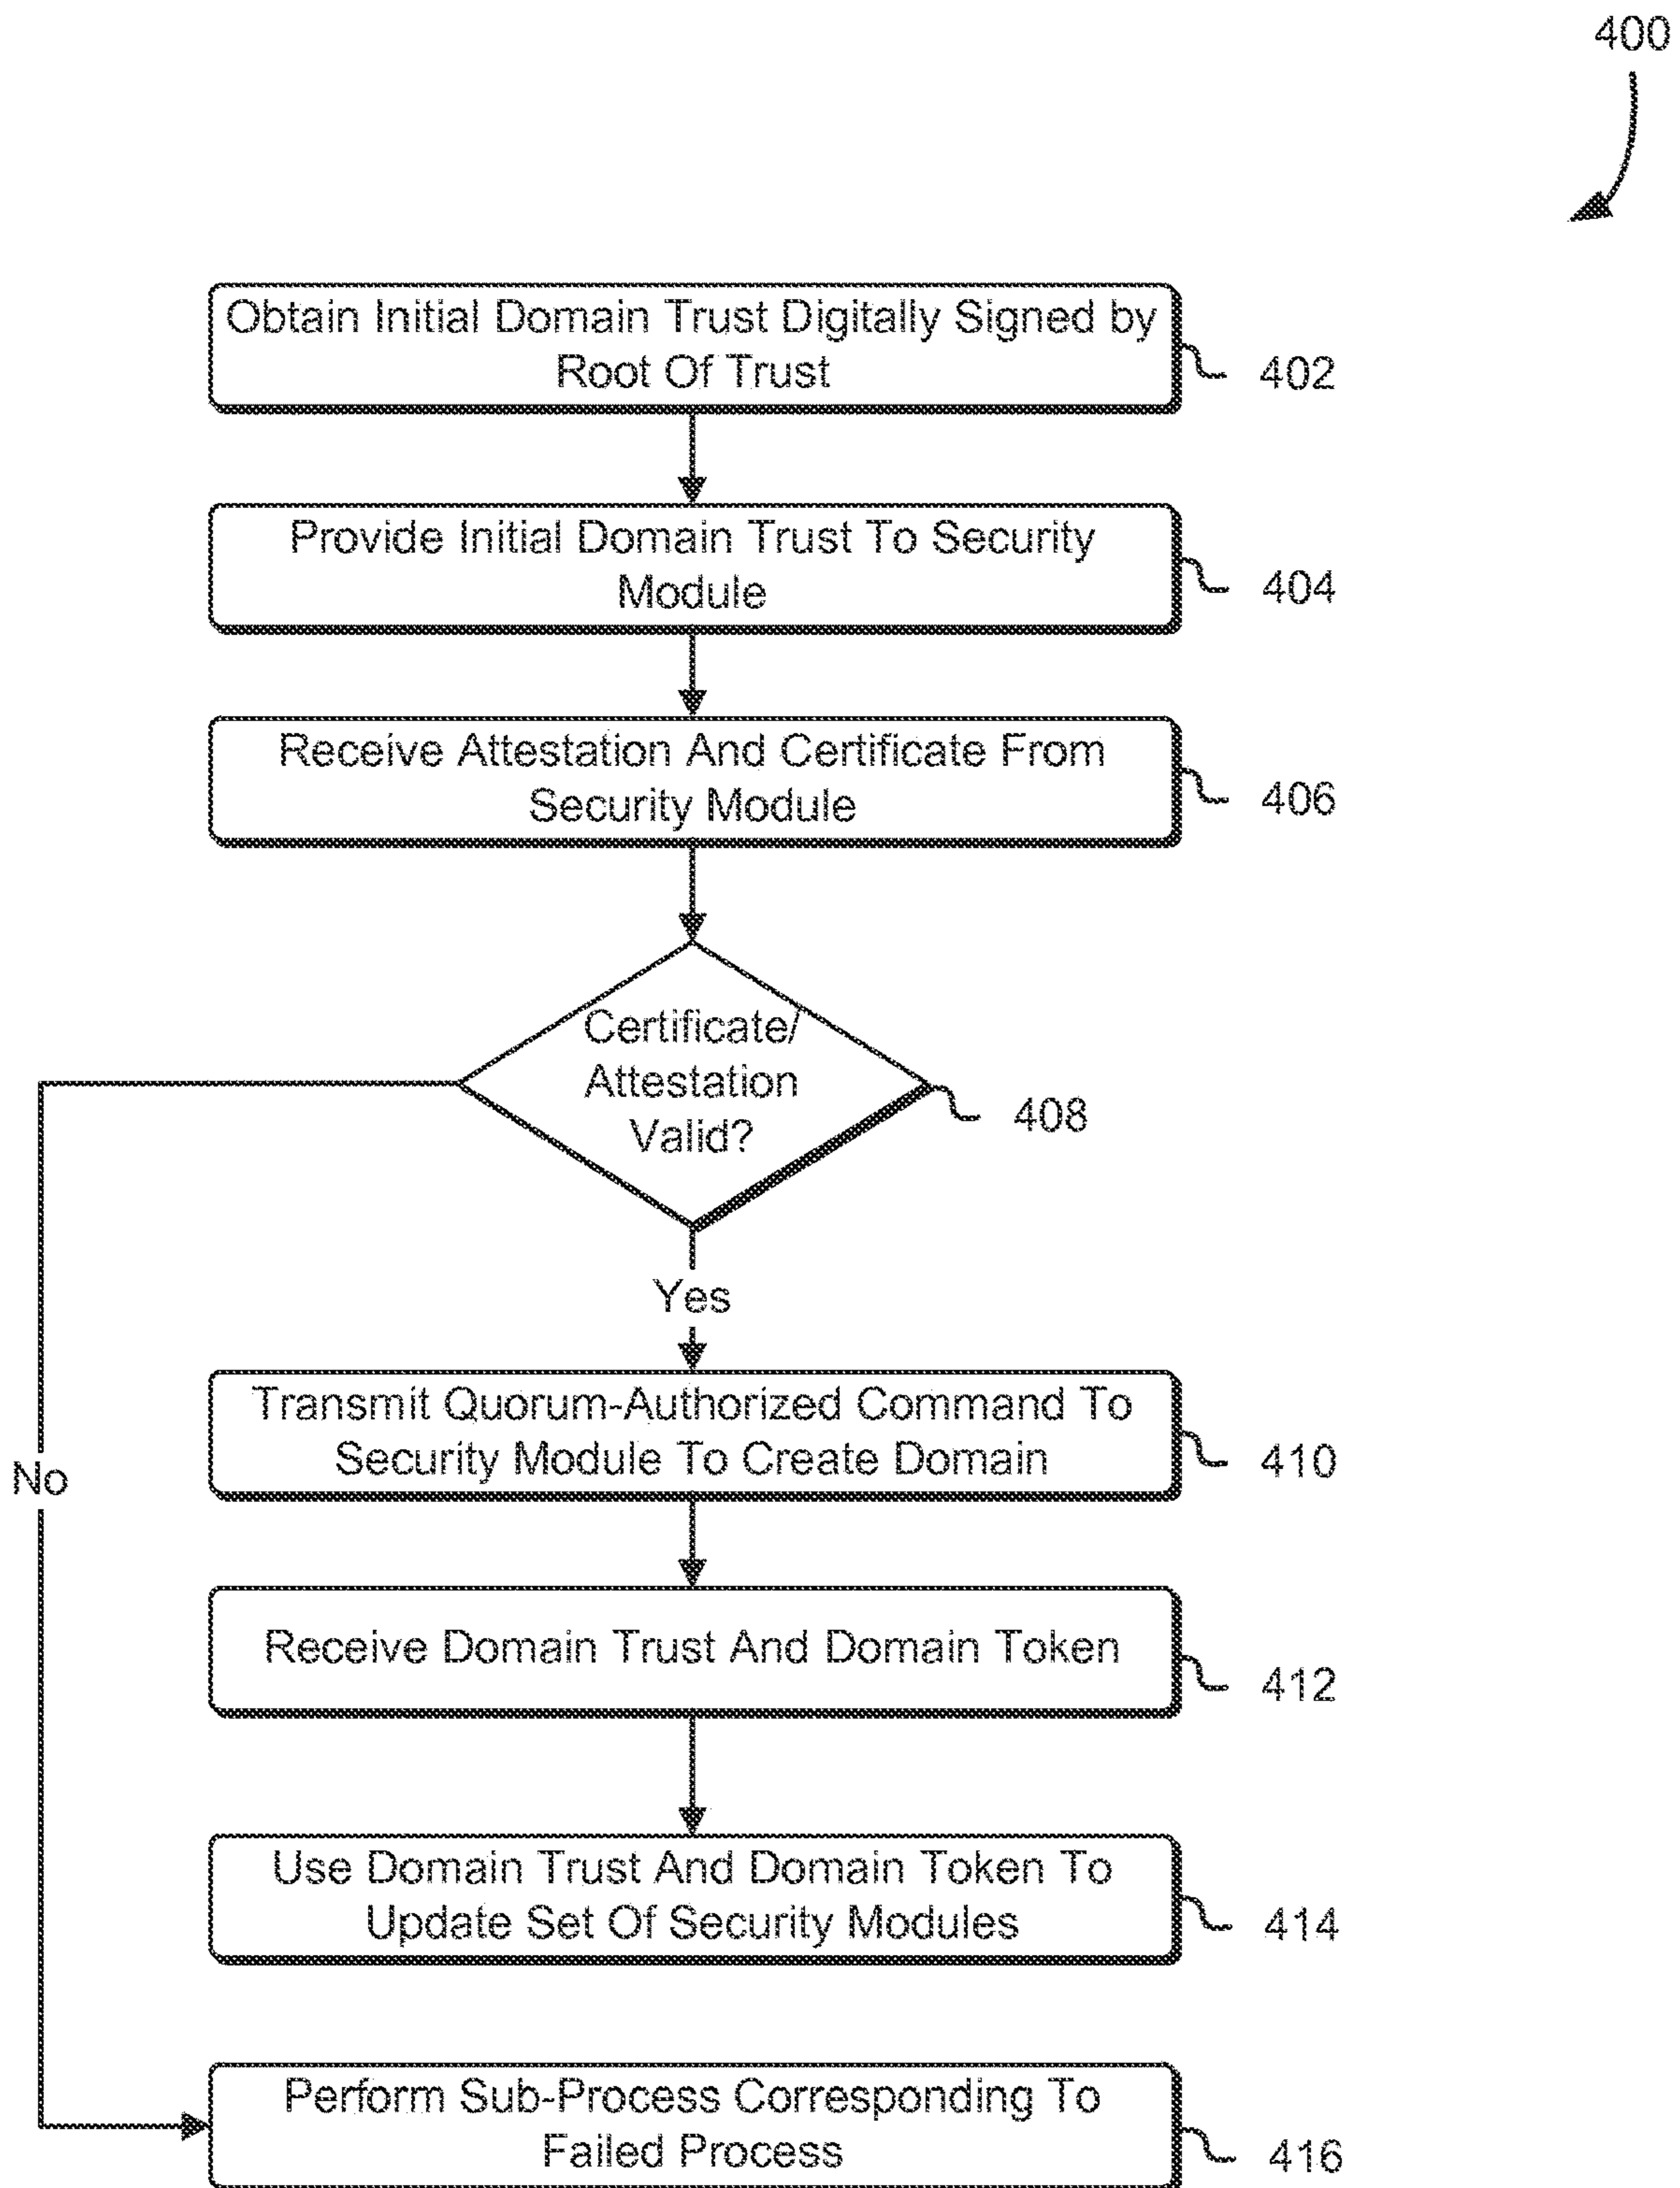 400
Obtain Initial Domain Trust Digitally Signed by
Root Of Trust
402
Provide Initial Domain Trust To Security
Module
404
Receive Attestation And Certificate From
Security Module
406
Certificate/
Attestation
Valid?
408
Yes
Transmit Quorum-Authorized Command To
Security Module To Create Domain
410
No
Receive Domain Trust And Domain Token
412
Use Domain Trust And Domain Token To
Update Set Of Security Modules
414
Perform Sub-Process Corresponding To
Failed Process
416